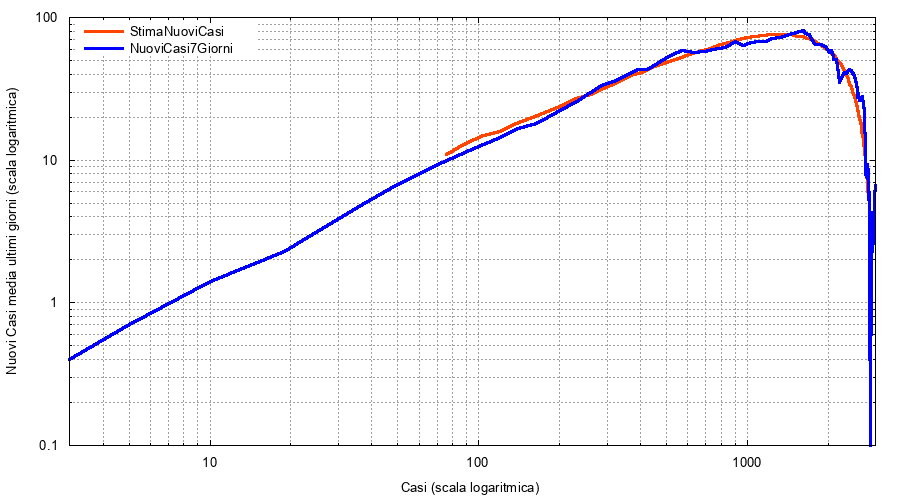 100
StimaNuoviCasi
NuoviCasi7Giorni
10
1
0.1
Nuovi Casi media ultimi giorni (scala logaritmica)
10 100 1000
Casi (scala logaritmica)